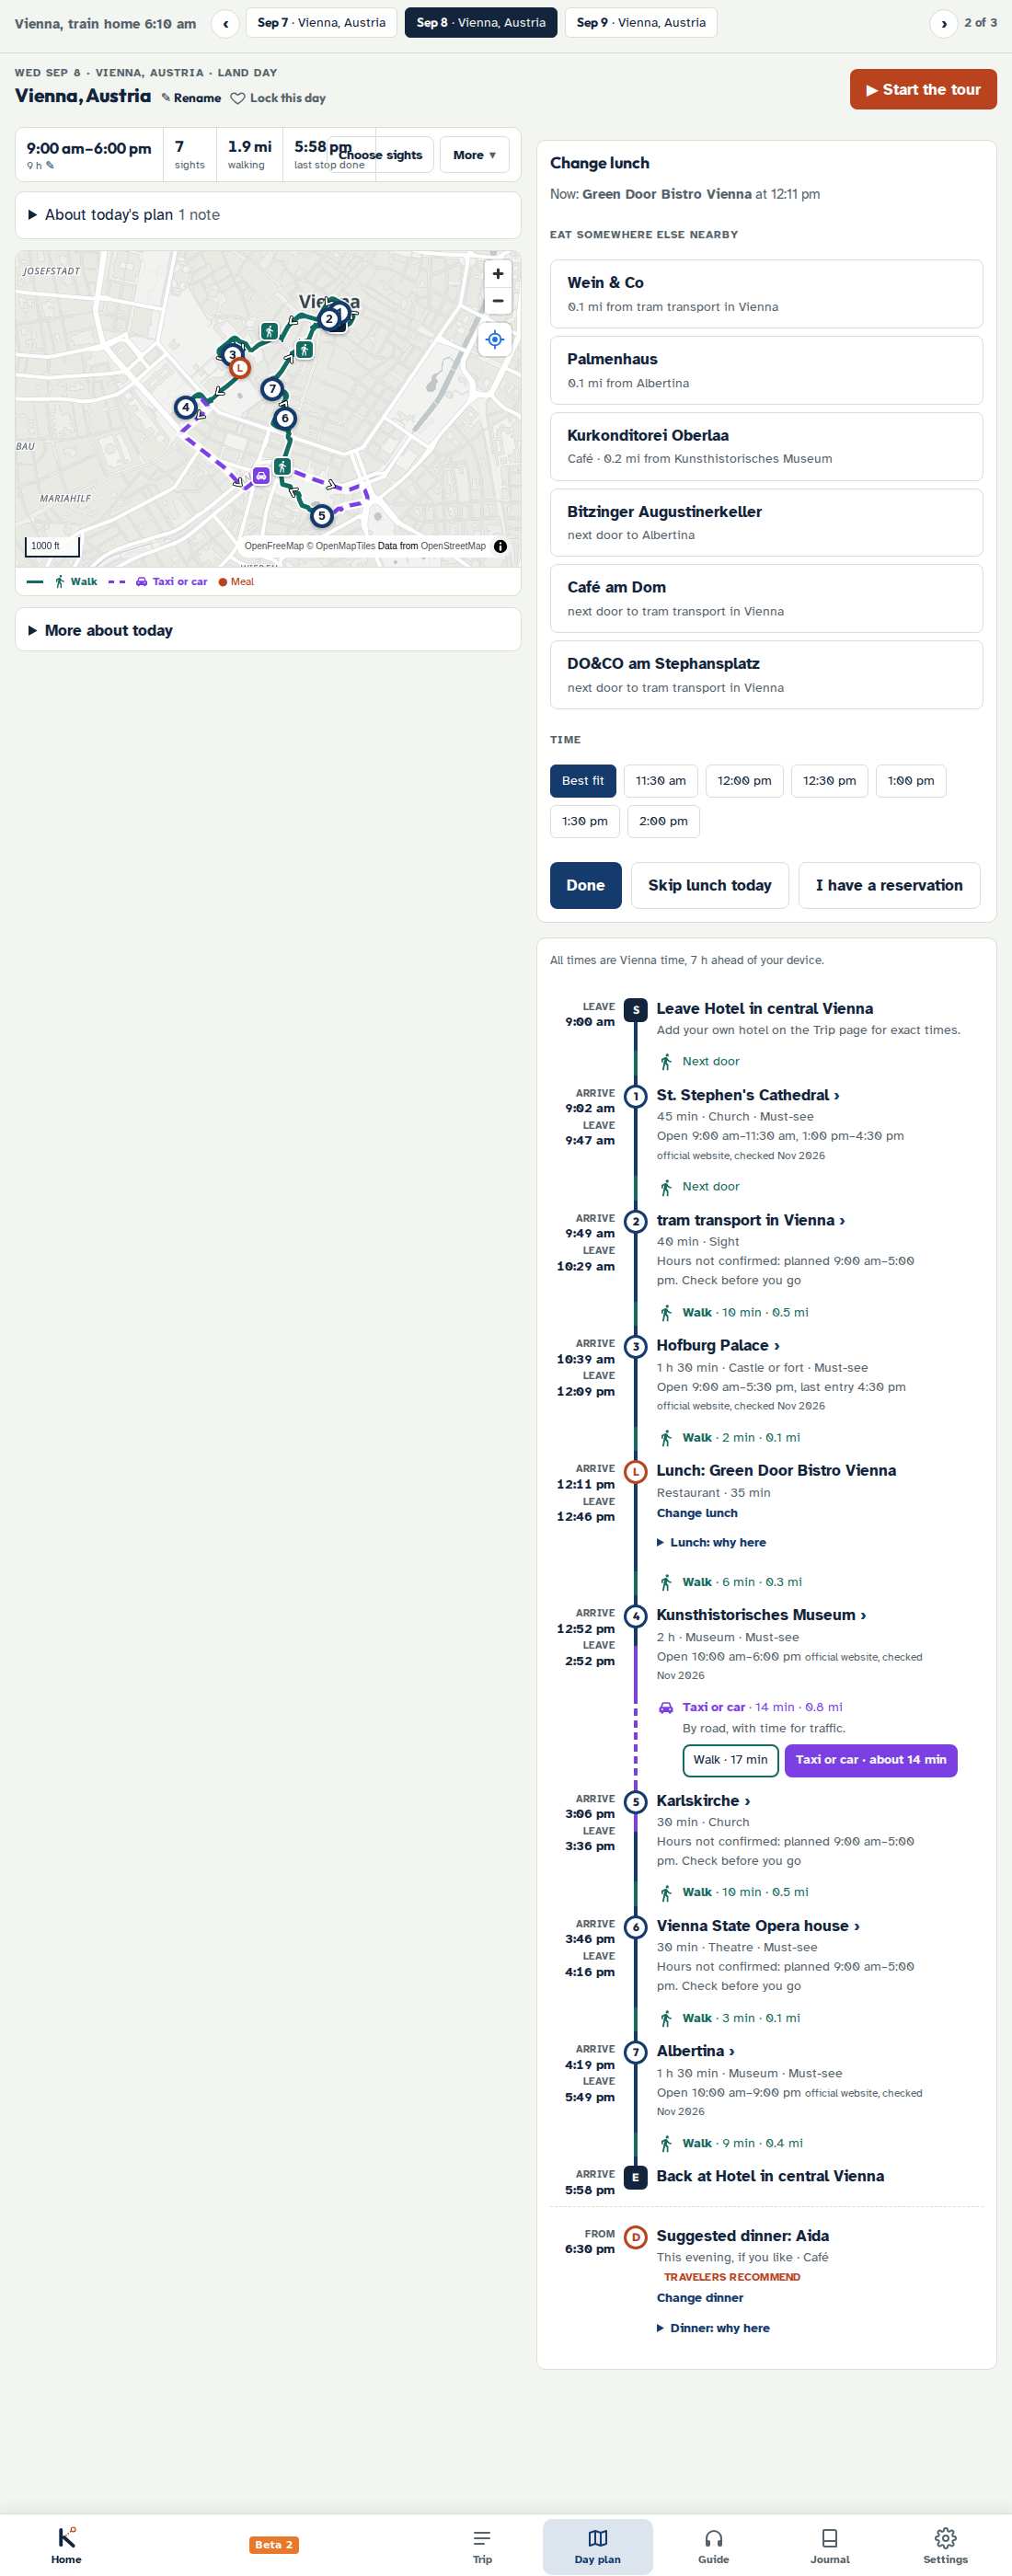 Vienna, train home 6:10 am
‹
Sep 7 · Vienna, Austria
Sep 8 · Vienna, Austria
Sep 9 · Vienna, Austria
›
2 of 3
WED SEP 8 · VIENNA, AUSTRIA · LAND DAY
Vienna, Austria
✎ Rename
Lock this day
▶ Start the tour
9:00 am–6:00 pm
9 h ✎
7
sights
1.9 mi
walking
5:58 pm
last stop done
Choose sights
More ▾
▶ About today's plan 1 note
JOSEFSTADT
Vienna
BAU
MARIAHILF
WIEDEN
1
2
3
L
4
5
6
7
+
−
1000 ft
OpenFreeMap © OpenMapTiles Data from OpenStreetMap
Walk
Taxi or car
Meal
▶ More about today
Change lunch
Now: Green Door Bistro Vienna at 12:11 pm
EAT SOMEWHERE ELSE NEARBY
Wein & Co
0.1 mi from tram transport in Vienna
Palmenhaus
0.1 mi from Albertina
Kurkonditorei Oberlaa
Café · 0.2 mi from Kunsthistorisches Museum
Bitzinger Augustinerkeller
next door to Albertina
Café am Dom
next door to tram transport in Vienna
DO&CO am Stephansplatz
next door to tram transport in Vienna
TIME
Best fit
11:30 am
12:00 pm
12:30 pm
1:00 pm
1:30 pm
2:00 pm
Done
Skip lunch today
I have a reservation
All times are Vienna time, 7 h ahead of your device.
LEAVE
9:00 am
S
Leave Hotel in central Vienna
Add your own hotel on the Trip page for exact times.
Next door
ARRIVE
9:02 am
LEAVE
9:47 am
1
St. Stephen's Cathedral ›
45 min · Church · Must-see
Open 9:00 am–11:30 am, 1:00 pm–4:30 pm
official website, checked Nov 2026
Next door
ARRIVE
9:49 am
LEAVE
10:29 am
2
tram transport in Vienna ›
40 min · Sight
Hours not confirmed: planned 9:00 am–5:00
pm. Check before you go
Walk · 10 min · 0.5 mi
ARRIVE
10:39 am
LEAVE
12:09 pm
3
Hofburg Palace ›
1 h 30 min · Castle or fort · Must-see
Open 9:00 am–5:30 pm, last entry 4:30 pm
official website, checked Nov 2026
Walk · 2 min · 0.1 mi
ARRIVE
12:11 pm
LEAVE
12:46 pm
L
Lunch: Green Door Bistro Vienna
Restaurant · 35 min
Change lunch
▶ Lunch: why here
Walk · 6 min · 0.3 mi
ARRIVE
12:52 pm
LEAVE
2:52 pm
4
Kunsthistorisches Museum ›
2 h · Museum · Must-see
Open 10:00 am–6:00 pm official website, checked
Nov 2026
Taxi or car · 14 min · 0.8 mi
By road, with time for traffic.
Walk · 17 min
Taxi or car · about 14 min
ARRIVE
3:06 pm
LEAVE
3:36 pm
5
Karlskirche ›
30 min · Church
Hours not confirmed: planned 9:00 am–5:00
pm. Check before you go
Walk · 10 min · 0.5 mi
ARRIVE
3:46 pm
LEAVE
4:16 pm
6
Vienna State Opera house ›
30 min · Theatre · Must-see
Hours not confirmed: planned 9:00 am–5:00
pm. Check before you go
Walk · 3 min · 0.1 mi
ARRIVE
4:19 pm
LEAVE
5:49 pm
7
Albertina ›
1 h 30 min · Museum · Must-see
Open 10:00 am–9:00 pm official website, checked
Nov 2026
Walk · 9 min · 0.4 mi
ARRIVE
5:58 pm
E
Back at Hotel in central Vienna
FROM
6:30 pm
D
Suggested dinner: Aida
This evening, if you like · Café
TRAVELERS RECOMMEND
Change dinner
▶ Dinner: why here
Home
Beta 2
Trip
Day plan
Guide
Journal
Settings